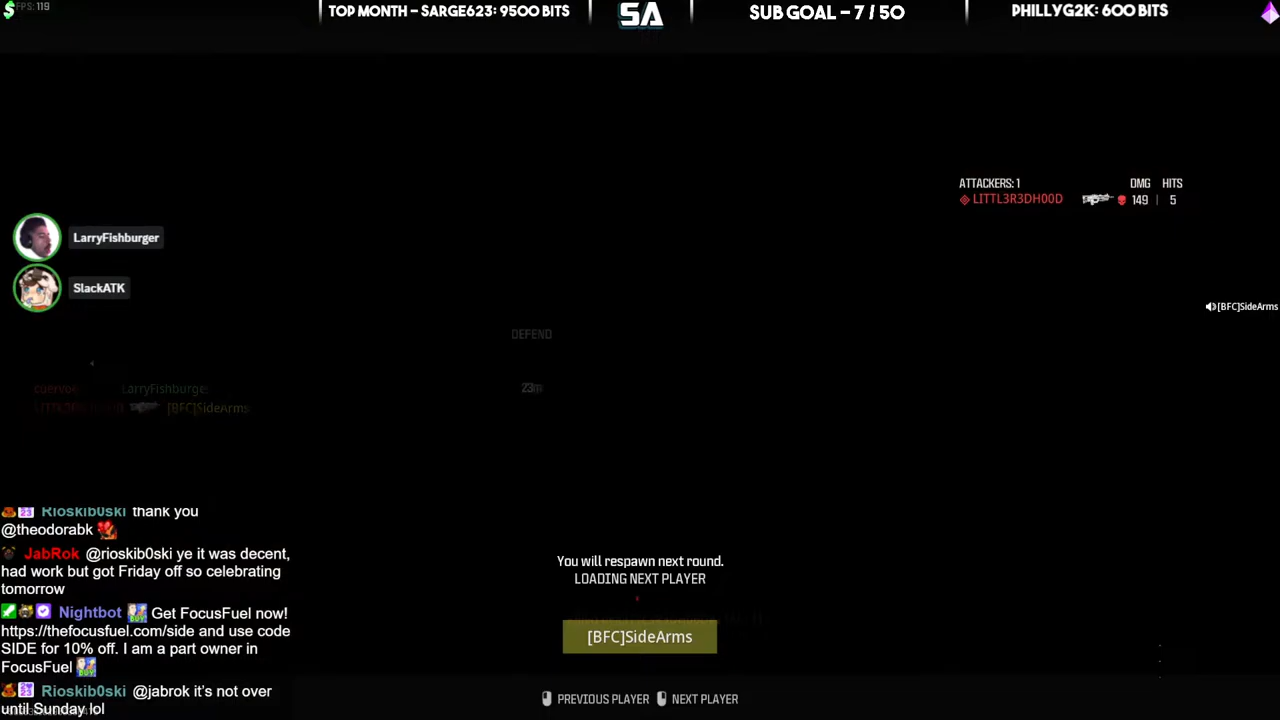 FPS: 119
TOP MONTH - SARGE623: 9500 BITS
SA
SUB GOAL - 7 / 50
PHILLYG2K: 600 BITS
ATTACKERS: 1
DMG
HITS
LITTL3R3DH00D
149
5
LarryFishburger
SlackATK
[BFC]SideArms
DEFEND
23m
cuervo
LarryFishburger
[BFC]SideArms
Rioskib0ski thank you
@theodorabk
JabRok @rioskib0ski ye it was decent,
had work but got Friday off so celebrating
tomorrow
Nightbot Get FocusFuel now!
https://thefocusfuel.com/side and use code
SIDE for 10% off. I am a part owner in
FocusFuel
Rioskib0ski @jabrok it's not over
until Sunday lol
You will respawn next round.
LOADING NEXT PLAYER
[BFC]SideArms
PREVIOUS PLAYER
NEXT PLAYER